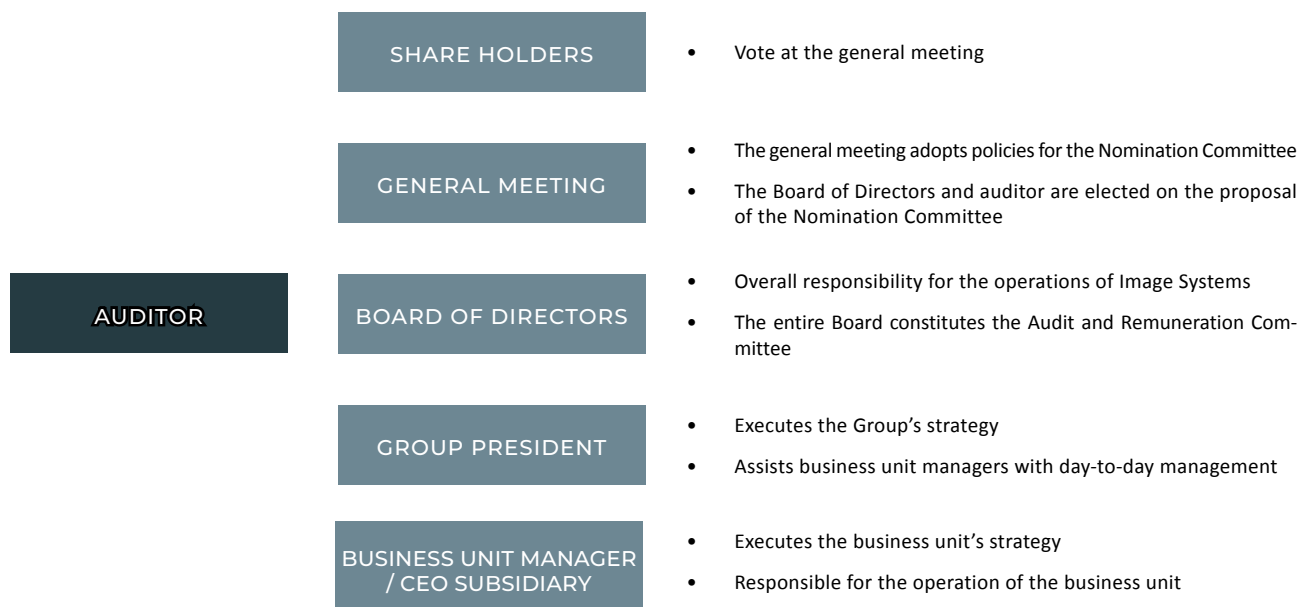 SHARE HOLDERS
• Vote at the general meeting
GENERAL MEETING
• The general meeting adopts policies for the Nomination Committee
• The Board of Directors and auditor are elected on the proposal
of the Nomination Committee
AUDITOR
BOARD OF DIRECTORS
• Overall responsibility for the operations of Image Systems
• The entire Board constitutes the Audit and Remuneration Com-
mittee
GROUP PRESIDENT
• Executes the Group’s strategy
• Assists business unit managers with day-to-day management
BUSINESS UNIT MANAGER
/ CEO SUBSIDIARY
• Executes the business unit’s strategy
• Responsible for the operation of the business unit